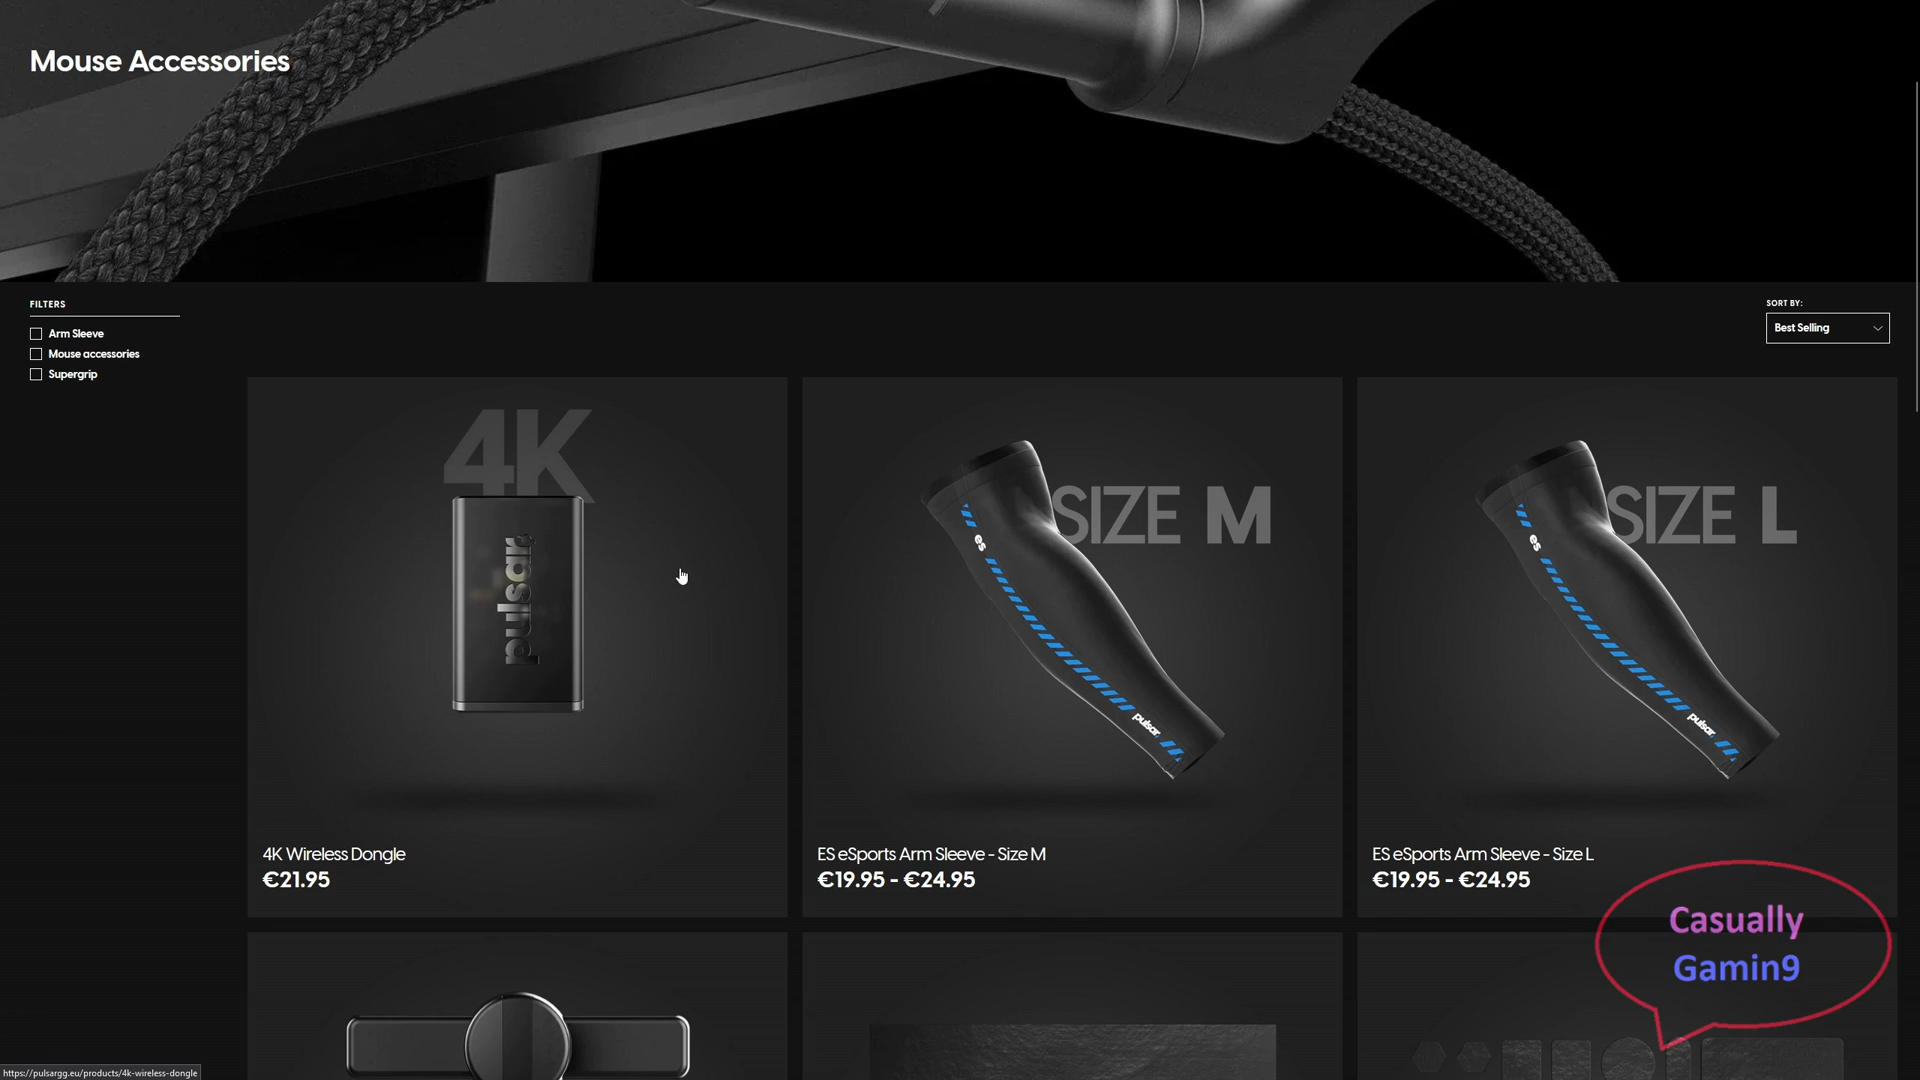 Mouse Accessories
FILTERS
Arm Sleeve
Mouse accessories
Supergrip
SORT BY:
Best Selling
4K
pulsar
4K Wireless Dongle
€21.95
SIZE M
es
pulsar
ES eSports Arm Sleeve - Size M
€19.95 - €24.95
SIZE L
es
pulsar
ES eSports Arm Sleeve - Size L
€19.95 - €24.95
Casually
Gamin9
https://pulsargg.eu/products/4k-wireless-dongle